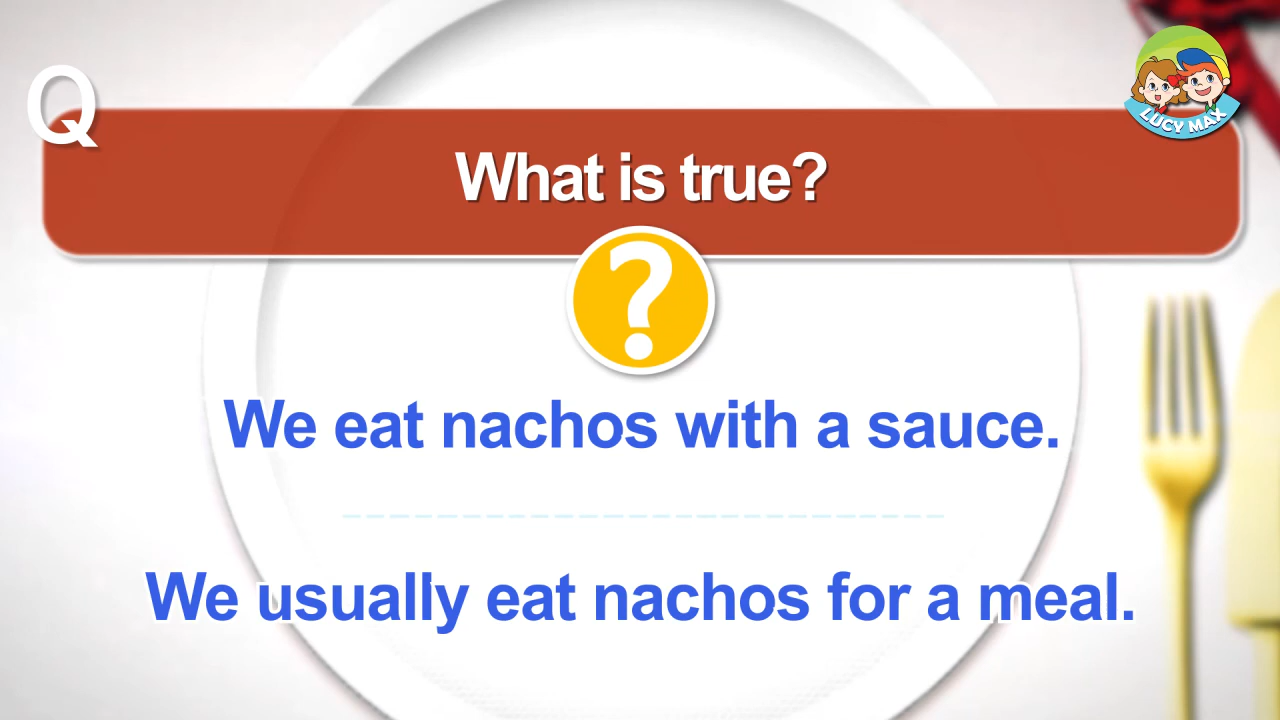 Q
What is true?
LUCY MAX
?
We eat nachos with a sauce.
We usually eat nachos for a meal.